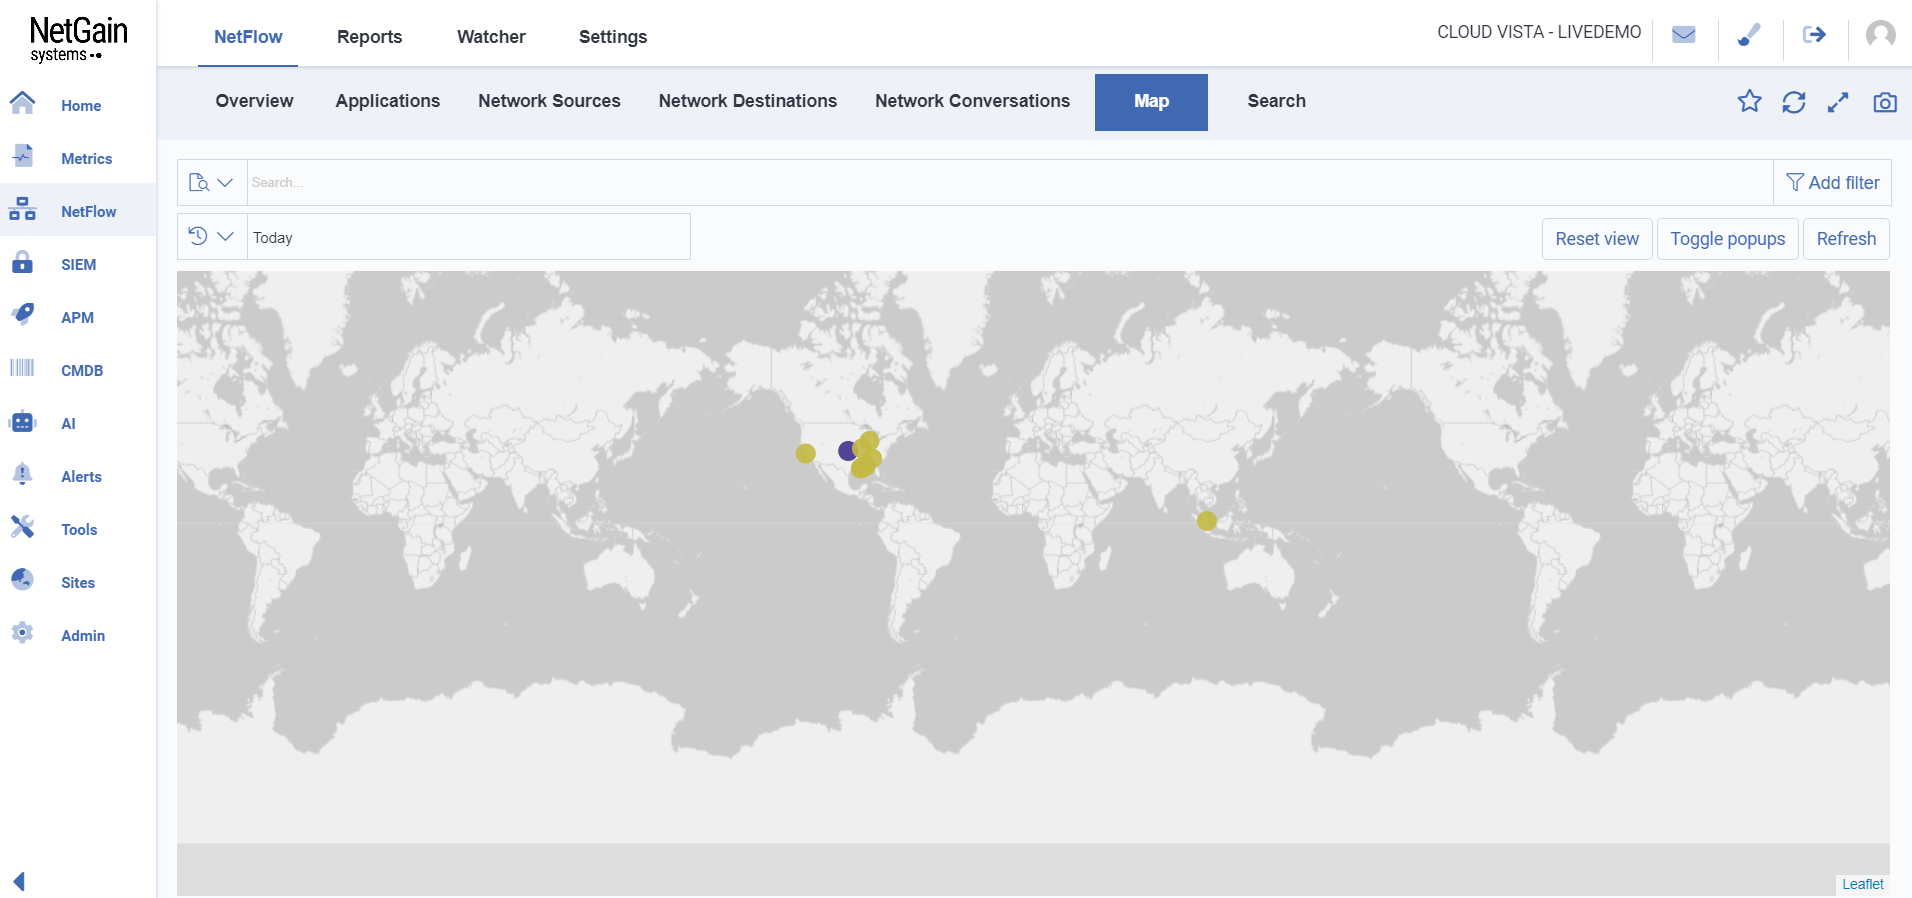 NetGain
systems
NetFlow Reports Watcher Settings
CLOUD VISTA - LIVEDEMO
Overview Applications Network Sources Network Destinations Network Conversations Map Search
Home
Metrics
NetFlow
SIEM
APM
CMDB
AI
Alerts
Tools
Sites
Admin
Search...
Add filter
Today
Reset view Toggle popups Refresh
Leaflet